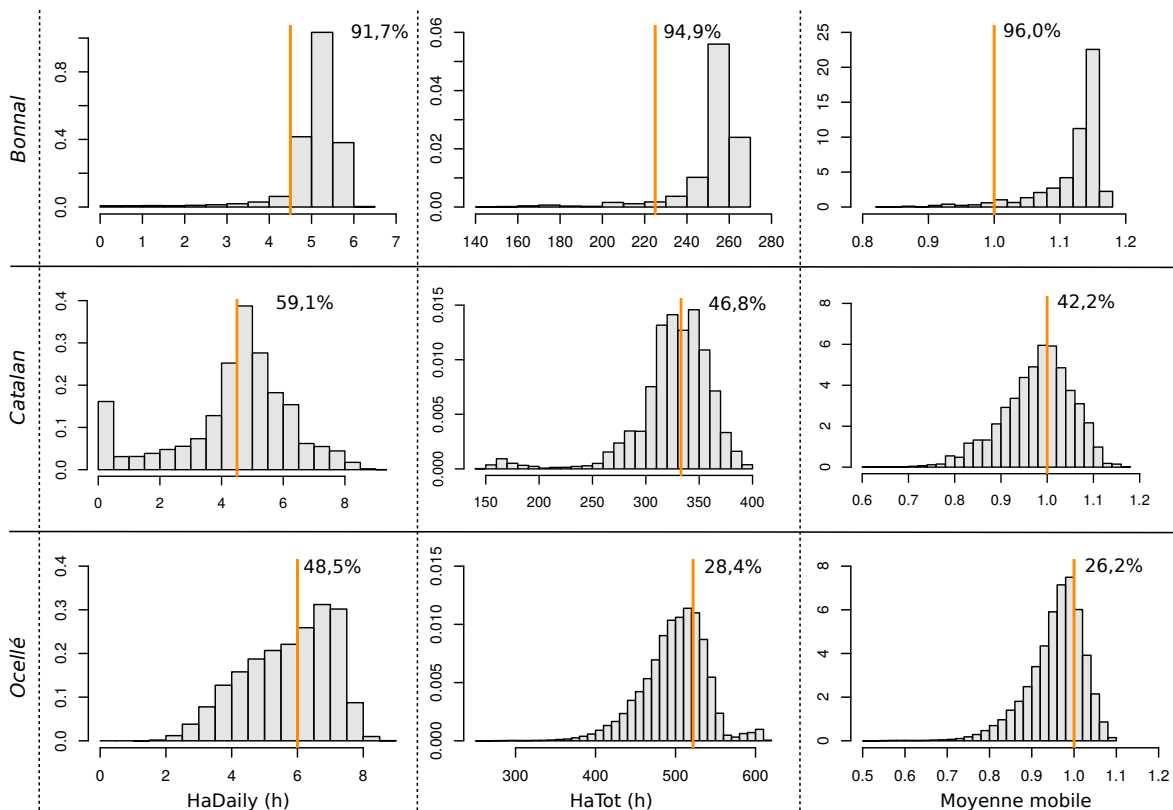 Bonnal
91,7%
0.0 0.4 0.8
0 1 2 3 4 5 6 7
94,9%
0.00 0.02 0.04 0.06
140 160 180 200 220 240 260 280
96,0%
0 5 10 15 20 25
0.8 0.9 1.0 1.1 1.2
Catalan
59,1%
0.0 0.1 0.2 0.3 0.4
0 2 4 6 8
46,8%
0.000 0.005 0.010 0.015
150 200 250 300 350 400
42,2%
0 2 4 6 8
0.6 0.7 0.8 0.9 1.0 1.1 1.2
Ocellé
48,5%
0.0 0.1 0.2 0.3 0.4
0 2 4 6 8
HaDaily (h)
28,4%
0.000 0.005 0.010 0.015
300 400 500 600
HaTot (h)
26,2%
0 2 4 6 8
0.5 0.6 0.7 0.8 0.9 1.0 1.1
Moyenne mobile